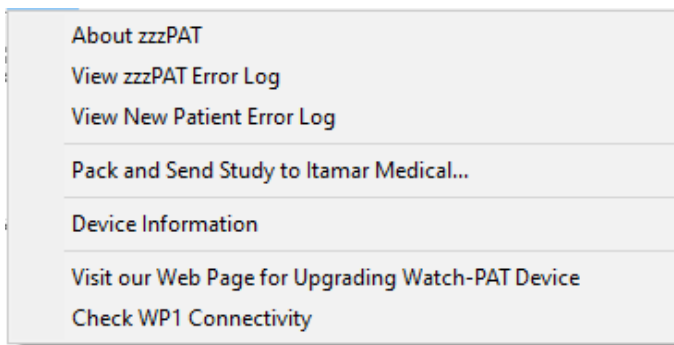 About zzzPAT
View zzzPAT Error Log
View New Patient Error Log
Pack and Send Study to Itamar Medical...
Device Information
Visit our Web Page for Upgrading Watch-PAT Device
Check WP1 Connectivity